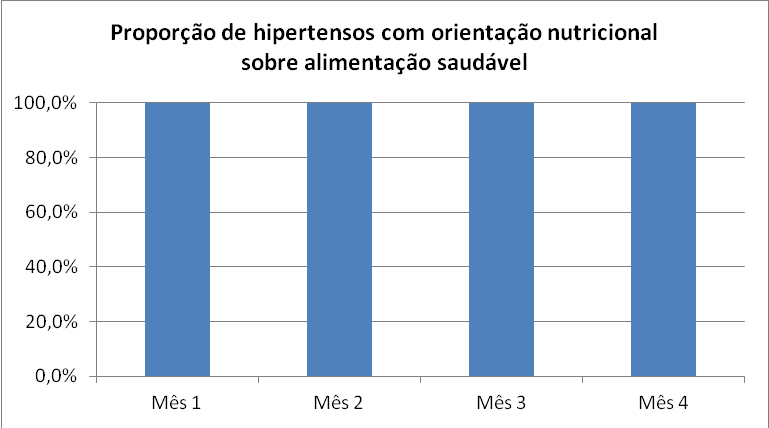 Proporção de hipertensos com orientação nutricional
sobre alimentação saudável
100,0%
80,0%
60,0%
40,0%
20,0%
0,0%
Mês 1 Mês 2 Mês 3 Mês 4